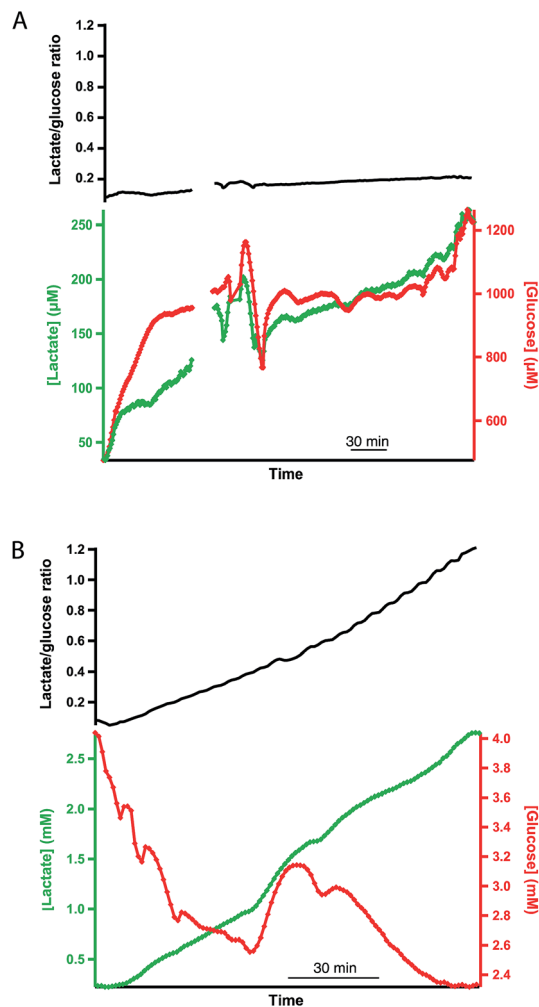 A
Lactate/glucose ratio
1.2
1.0
0.8
0.6
0.4
0.2
[Lactate] (µM)
250
200
150
100
50
1200
1000
800
600
[Glucose] (µM)
30 min
Time
B
Lactate/glucose ratio
1.2
1.0
0.8
0.6
0.4
0.2
[Lactate] (mM)
2.5
2.0
1.5
1.0
0.5
4.0
3.8
3.6
3.4
3.2
3.0
2.8
2.6
2.4
[Glucose] (mM)
30 min
Time